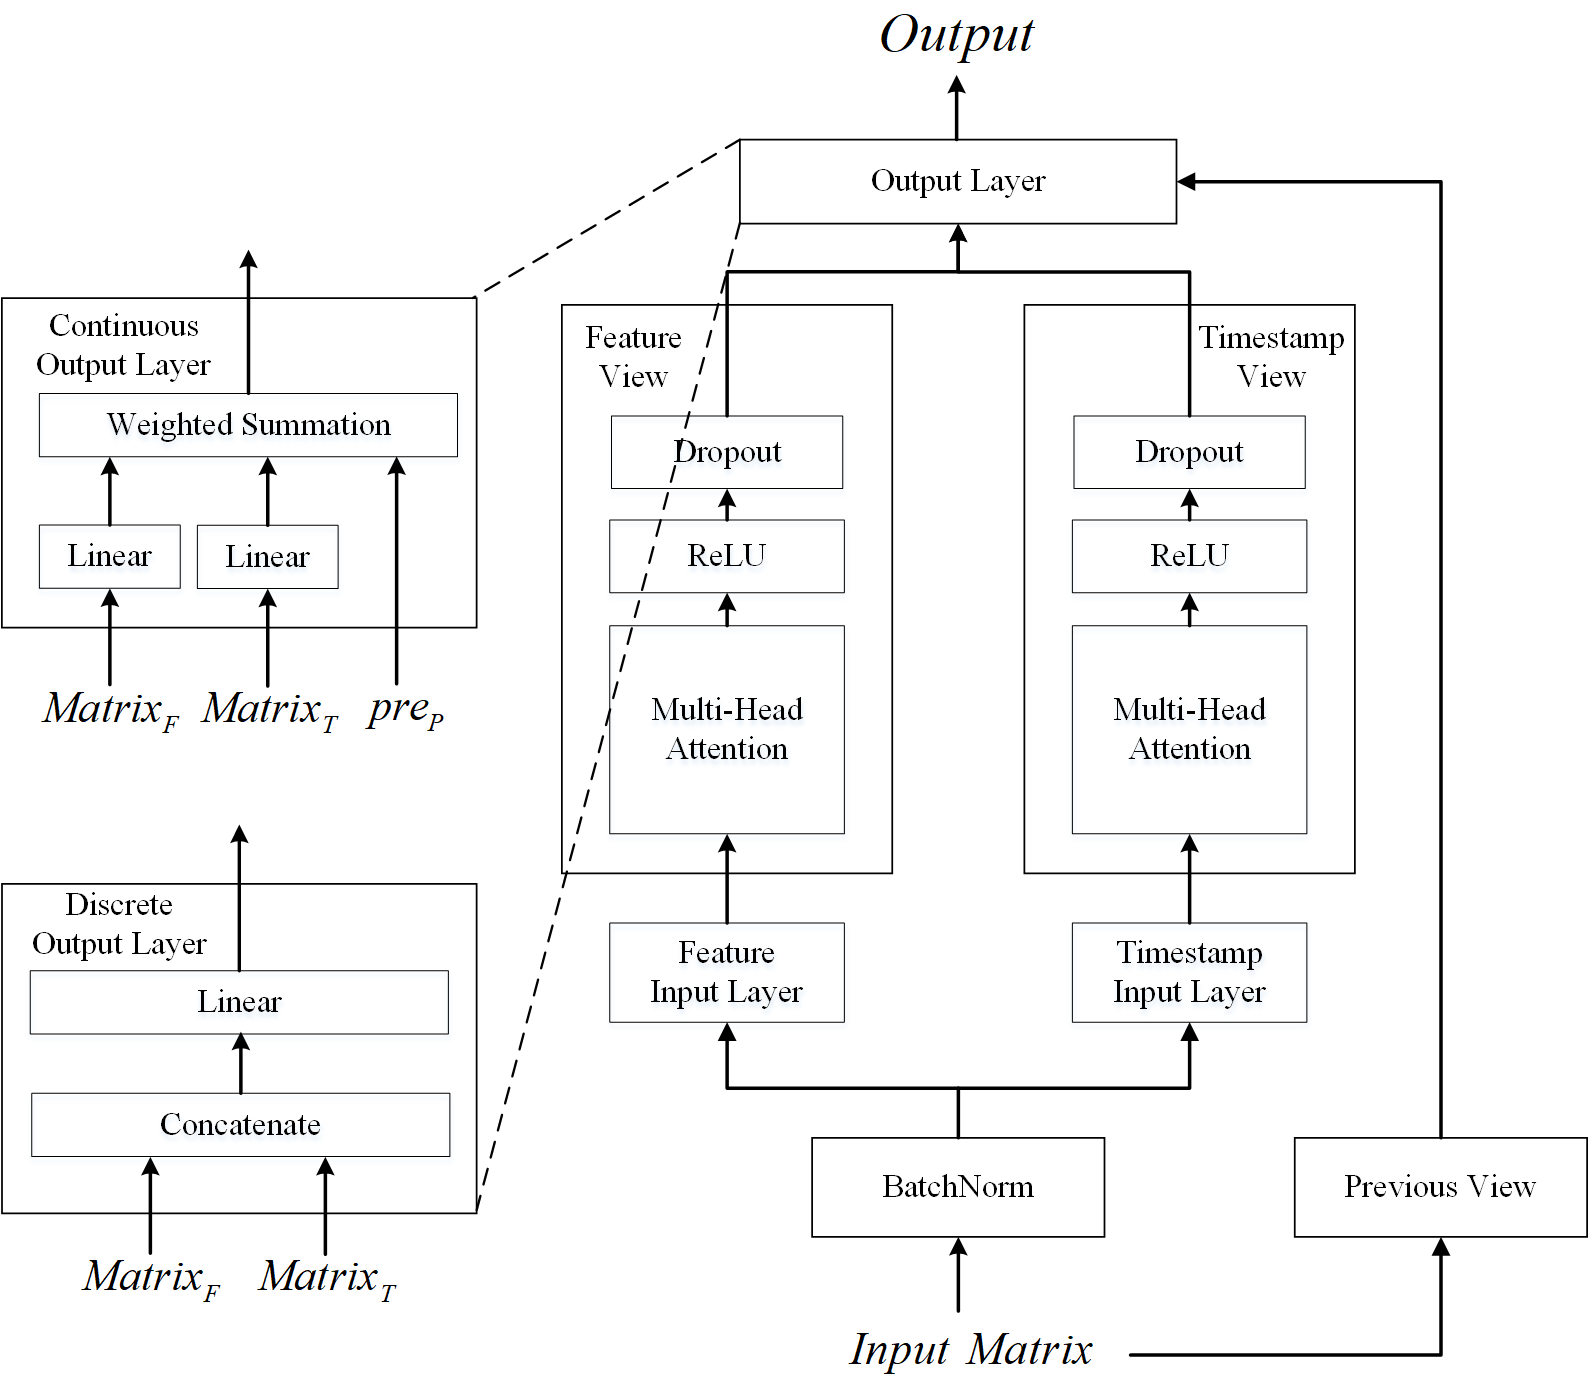 Output
Output Layer
Continuous
Output Layer
Weighted Summation
Linear
Linear
Matrix_F
Matrix_T
pre_P
Discrete
Output Layer
Linear
Concatenate
Matrix_F
Matrix_T
Feature
View
Dropout
ReLU
Multi-Head
Attention
Feature
Input Layer
Timestamp
View
Dropout
ReLU
Multi-Head
Attention
Timestamp
Input Layer
BatchNorm
Previous View
Input Matrix